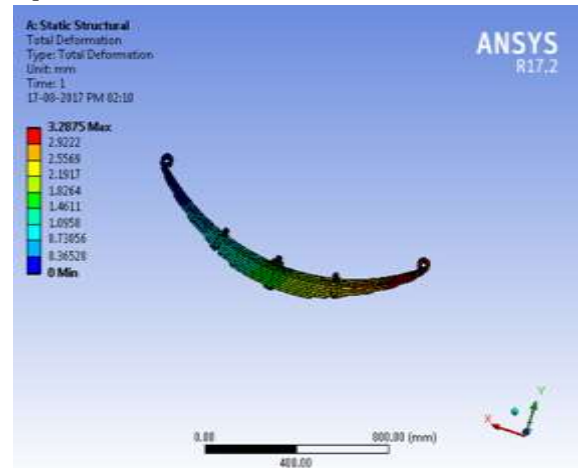 A: Static Structural
Total Deformation
Type: Total Deformation
Unit: mm
Time: 1
17-08-2017 PM 02:10
ANSYS
R17.2
3.2875 Max
2.9222
2.5569
2.1917
1.8264
1.4611
1.0958
0.73056
0.36528
0 Min
Y
X
0.00
800.00 (mm)
400.00